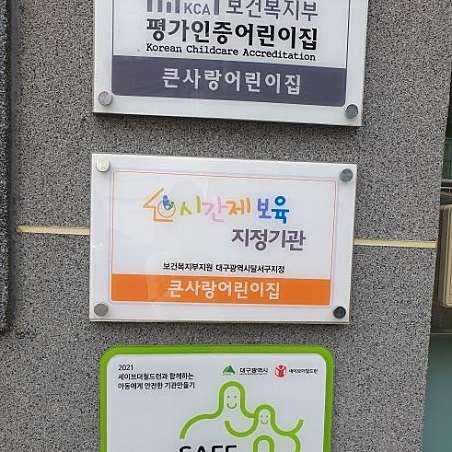 KCA 보건복지부
평가인증어린이집
Korean Childcare Accreditation
큰사랑어린이집
시간제보육
지정기관
보건복지부지원 대구광역시달서구지정
큰사랑어린이집
2021
세이브더칠드런과 함께하는
아동에게 안전한 기관만들기
대구광역시 세이브더칠드런
SAFE